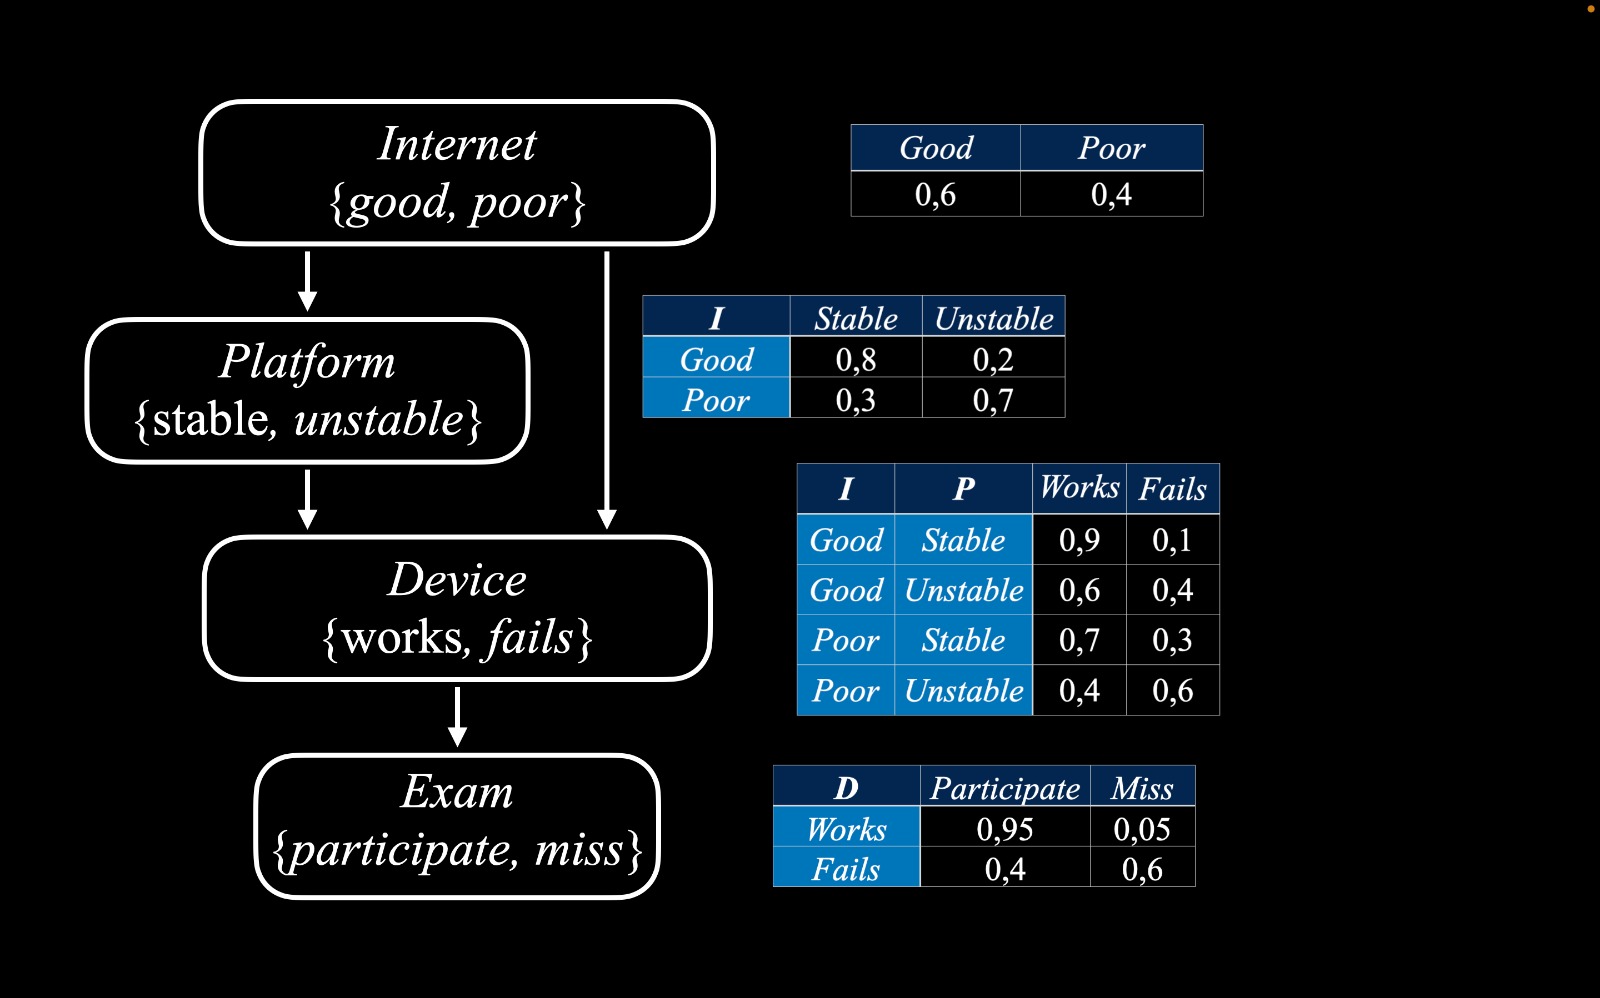 Internet
{good, poor}
Good Poor
0,6 0,4
Platform
{stable, unstable}
I Stable Unstable
Good 0,8 0,2
Poor 0,3 0,7
Device
{works, fails}
I P Works Fails
Good Stable 0,9 0,1
Good Unstable 0,6 0,4
Poor Stable 0,7 0,3
Poor Unstable 0,4 0,6
Exam
{participate, miss}
D Participate Miss
Works 0,95 0,05
Fails 0,4 0,6